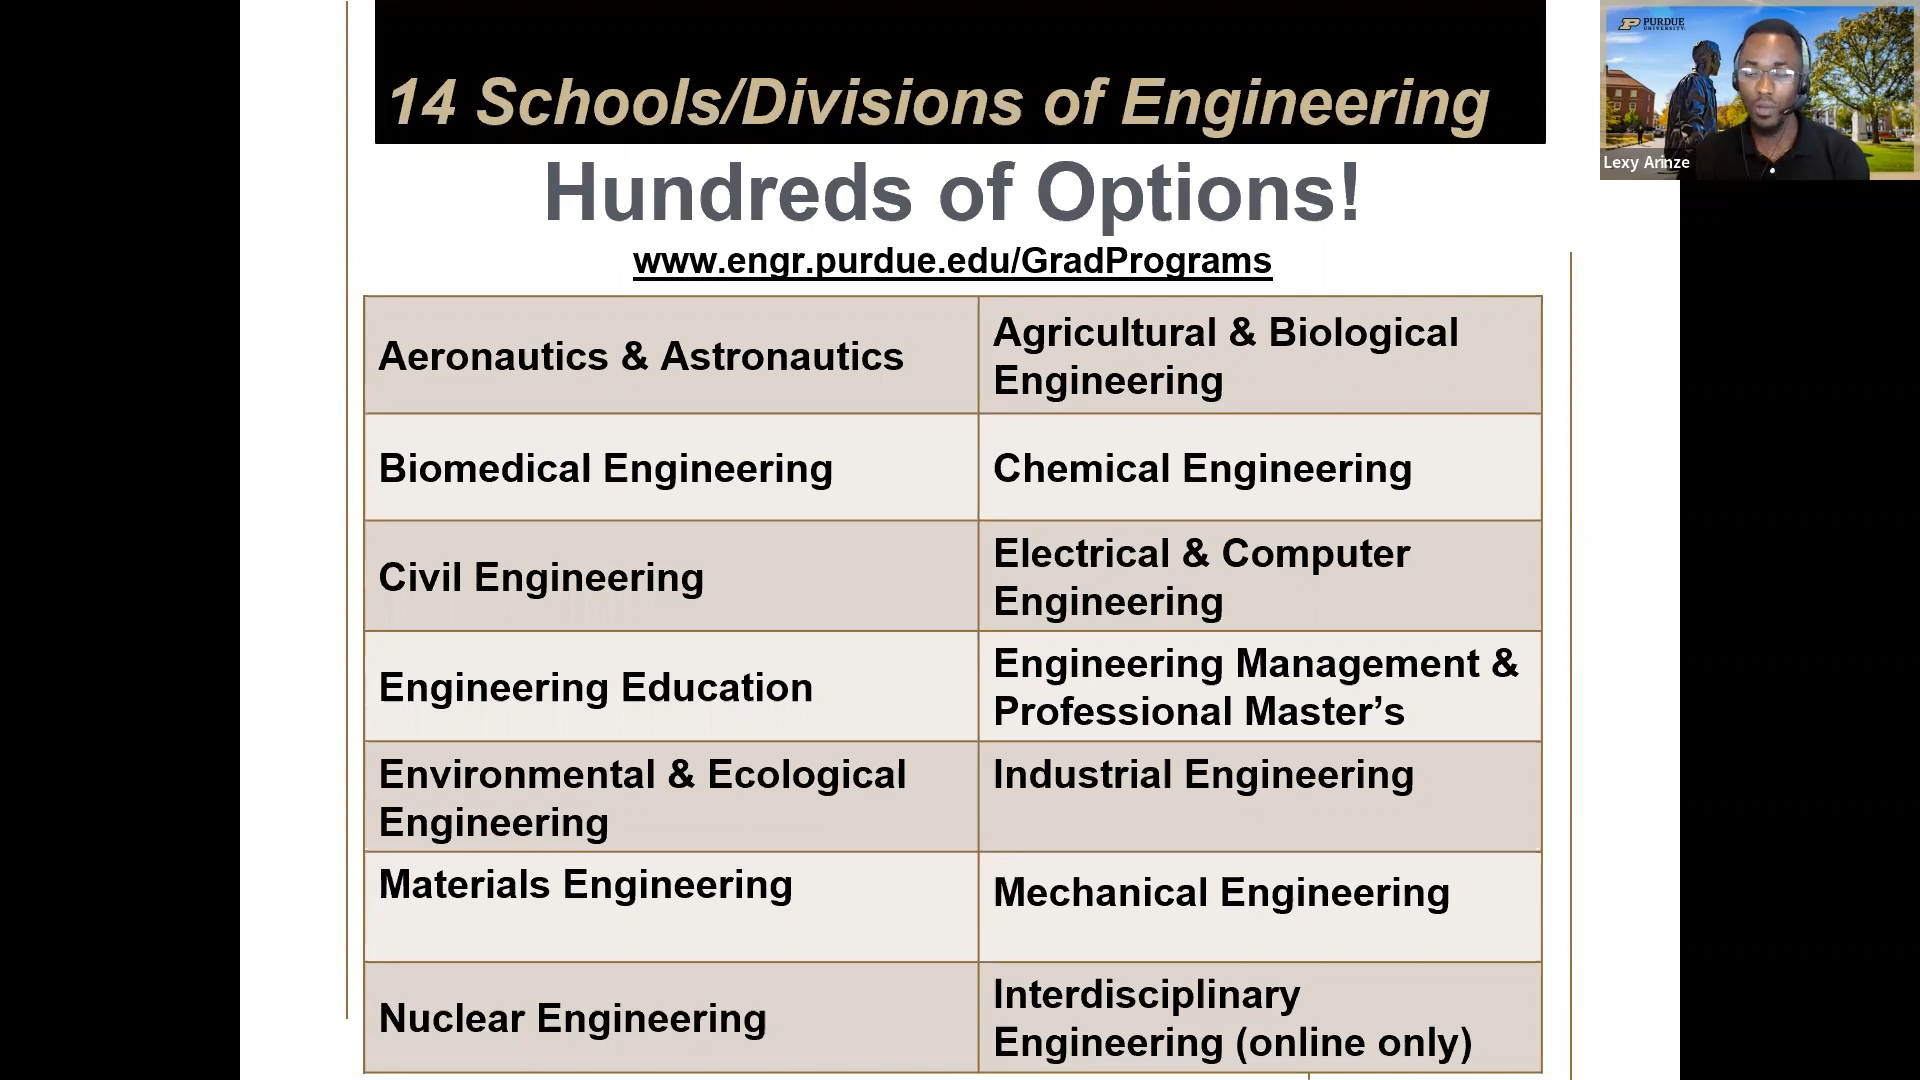 14 Schools/Divisions of Engineering
Hundreds of Options!
www.engr.purdue.edu/GradPrograms
Aeronautics & Astronautics
Agricultural & Biological
Engineering
Biomedical Engineering
Chemical Engineering
Civil Engineering
Electrical & Computer
Engineering
Engineering Education
Engineering Management &
Professional Master’s
Environmental & Ecological
Engineering
Industrial Engineering
Materials Engineering
Mechanical Engineering
Nuclear Engineering
Interdisciplinary
Engineering (online only)
PURDUE
UNIVERSITY
Lexy Arinze